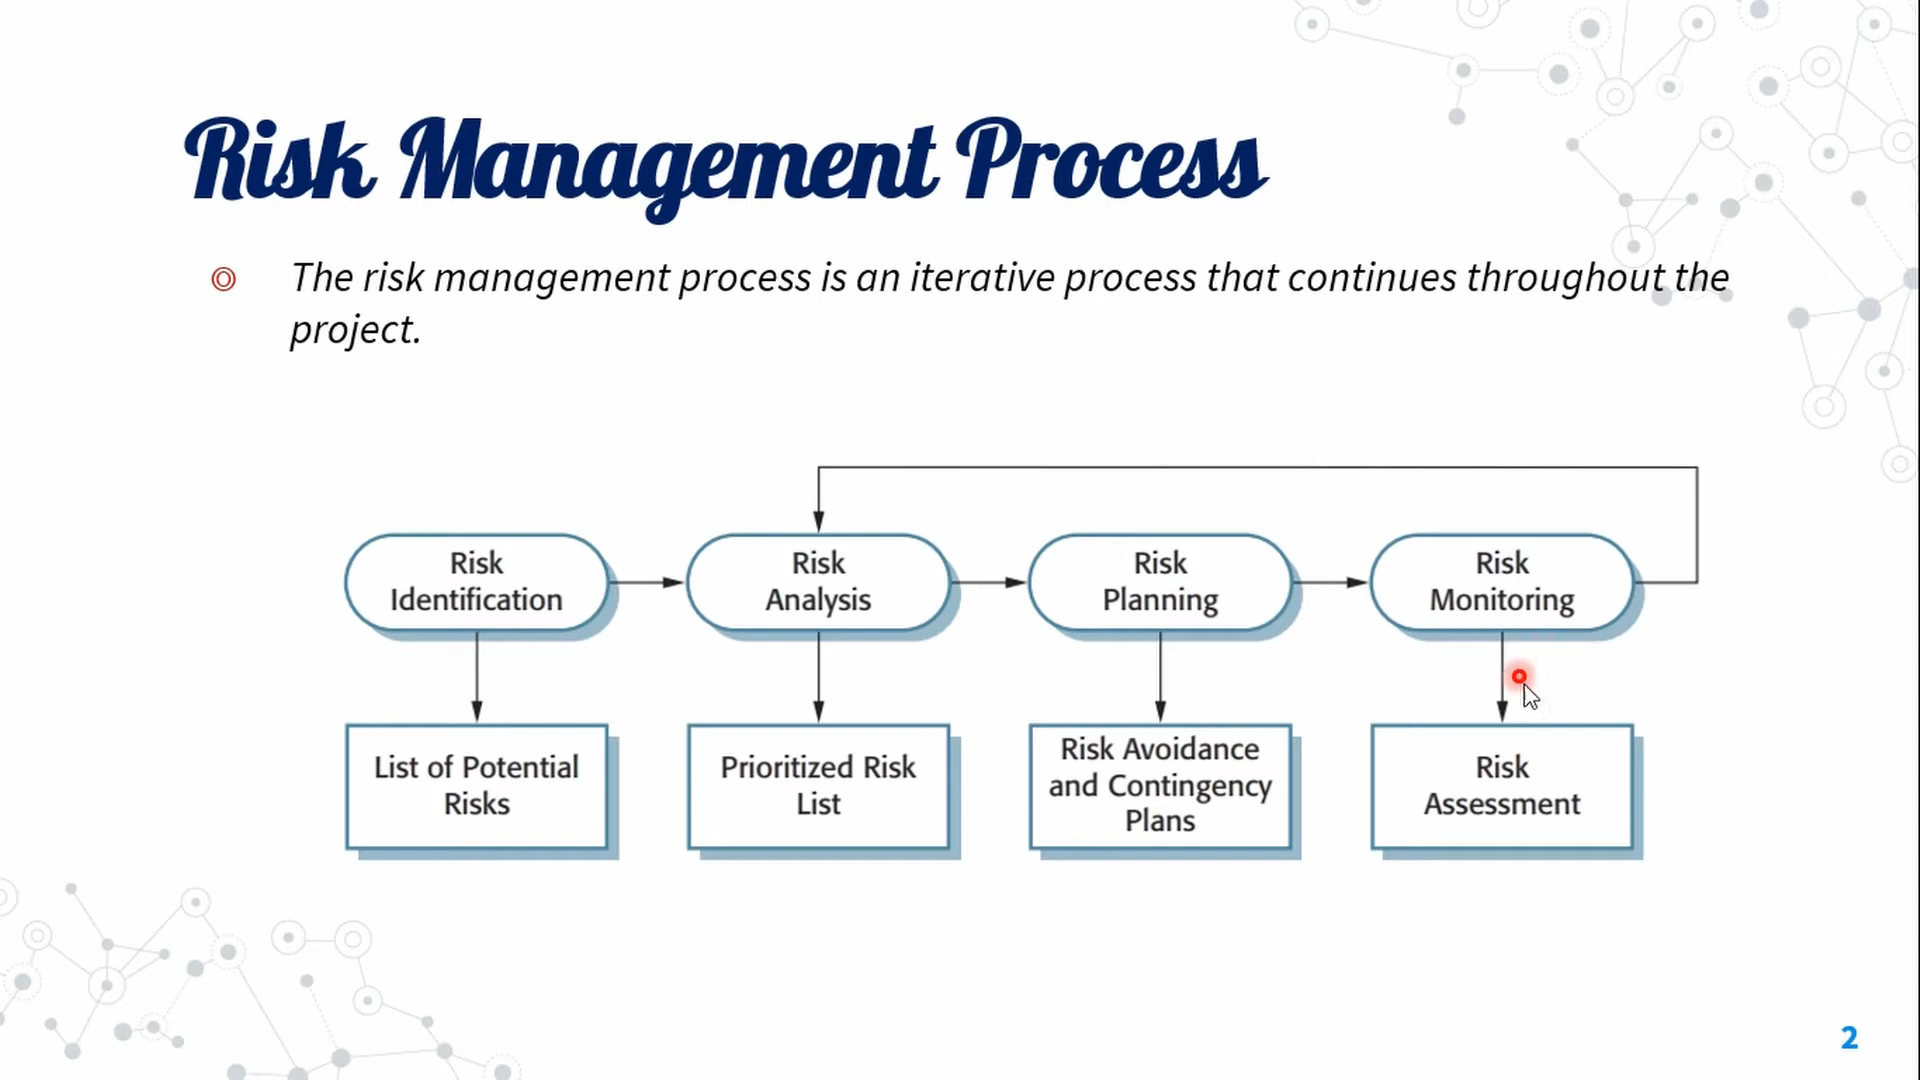 Risk Management Process
The risk management process is an iterative process that continues throughout the
project.
Risk
Identification
Risk
Analysis
Risk
Planning
Risk
Monitoring
List of Potential
Risks
Prioritized Risk
List
Risk Avoidance
and Contingency
Plans
Risk
Assessment
2